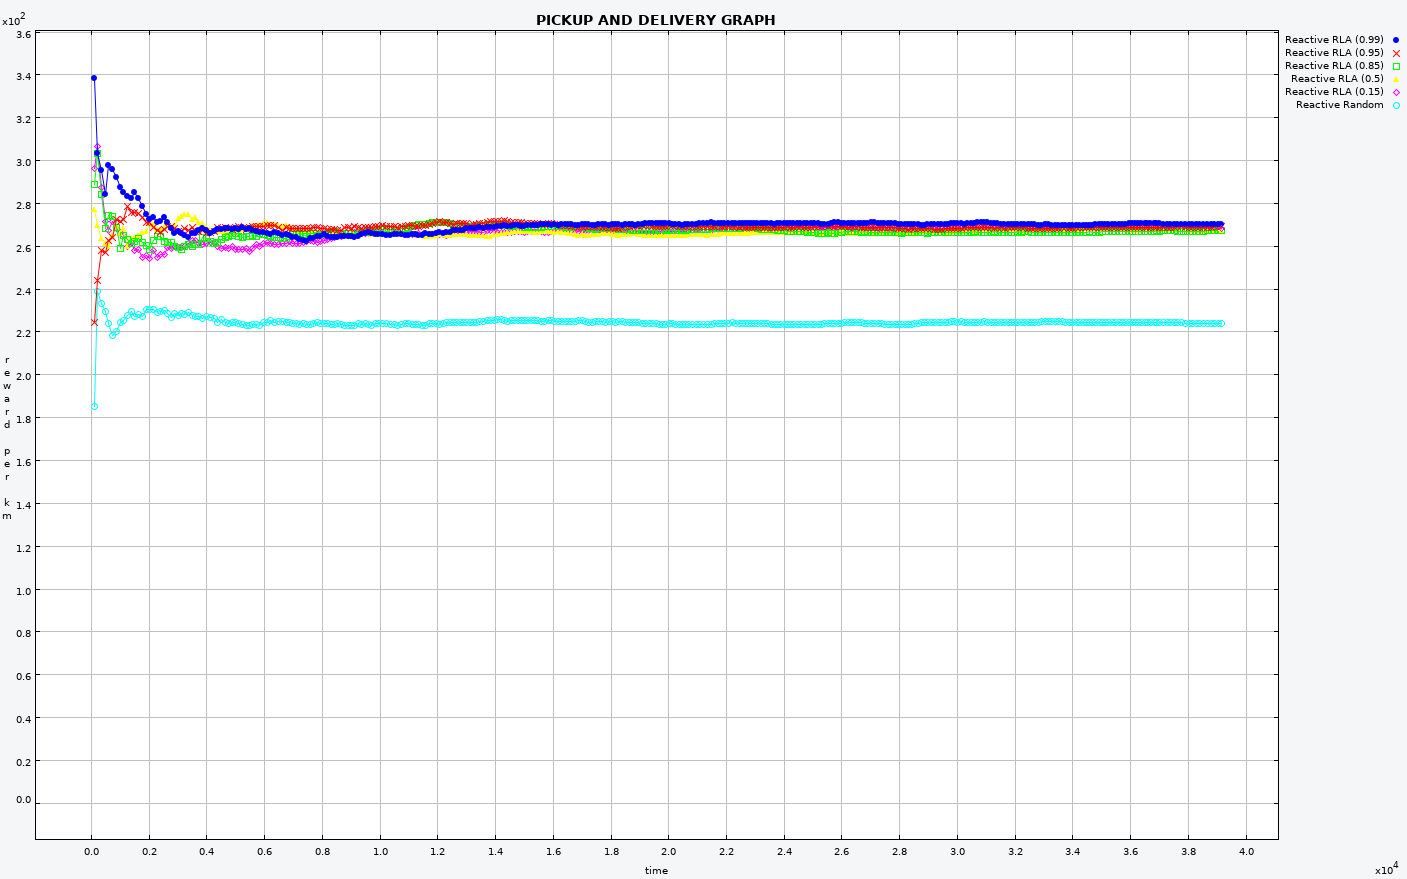 PICKUP AND DELIVERY GRAPH
x10^2
3.6
3.4
3.2
3.0
2.8
2.6
2.4
2.2
2.0
1.8
1.6
1.4
1.2
1.0
0.8
0.6
0.4
0.2
0.0
reward per km
Reactive RLA (0.99)
Reactive RLA (0.95)
Reactive RLA (0.85)
Reactive RLA (0.5)
Reactive RLA (0.15)
Reactive Random
0.0 0.2 0.4 0.6 0.8 1.0 1.2 1.4 1.6 1.8 2.0 2.2 2.4 2.6 2.8 3.0 3.2 3.4 3.6 3.8 4.0
time
x10^4